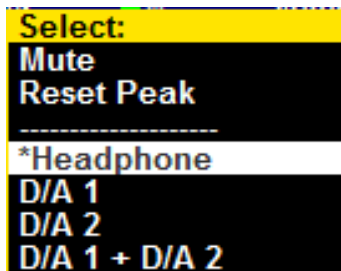 Select:
Mute
Reset Peak
--------------------
*Headphone
D/A 1
D/A 2
D/A 1 + D/A 2